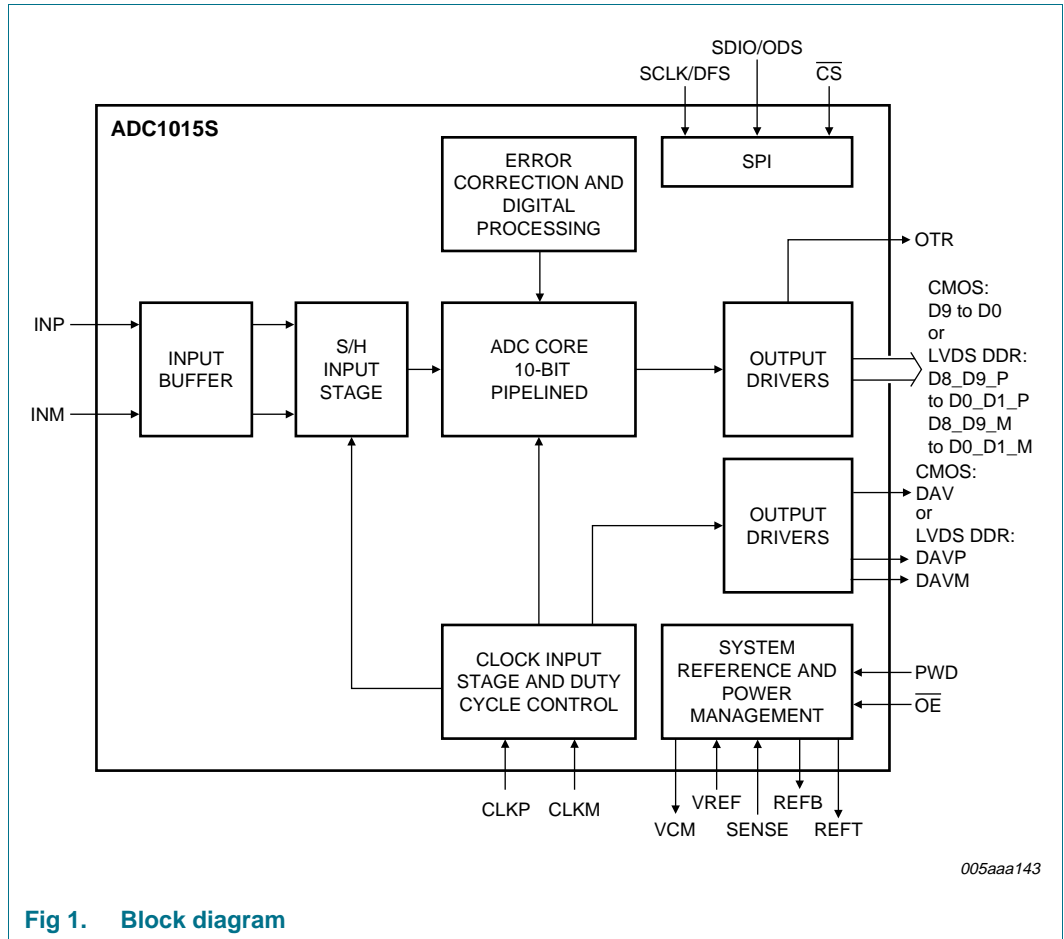 SDIO/ODS
SCLK/DFS
CS
ADC1015S
ERROR
CORRECTION AND
DIGITAL
PROCESSING
SPI
OTR
CMOS:
D9 to D0
or
LVDS DDR:
D8_D9_P
to D0_D1_P
D8_D9_M
to D0_D1_M
INP
INM
INPUT
BUFFER
S/H
INPUT
STAGE
ADC CORE
10-BIT
PIPELINED
OUTPUT
DRIVERS
CMOS:
DAV
or
LVDS DDR:
DAVP
DAVM
OUTPUT
DRIVERS
CLOCK INPUT
STAGE AND DUTY
CYCLE CONTROL
SYSTEM
REFERENCE AND
POWER
MANAGEMENT
PWD
OE
CLKP CLKM
VCM
VREF
SENSE
REFB
REFT
005aaa143
Fig 1. Block diagram